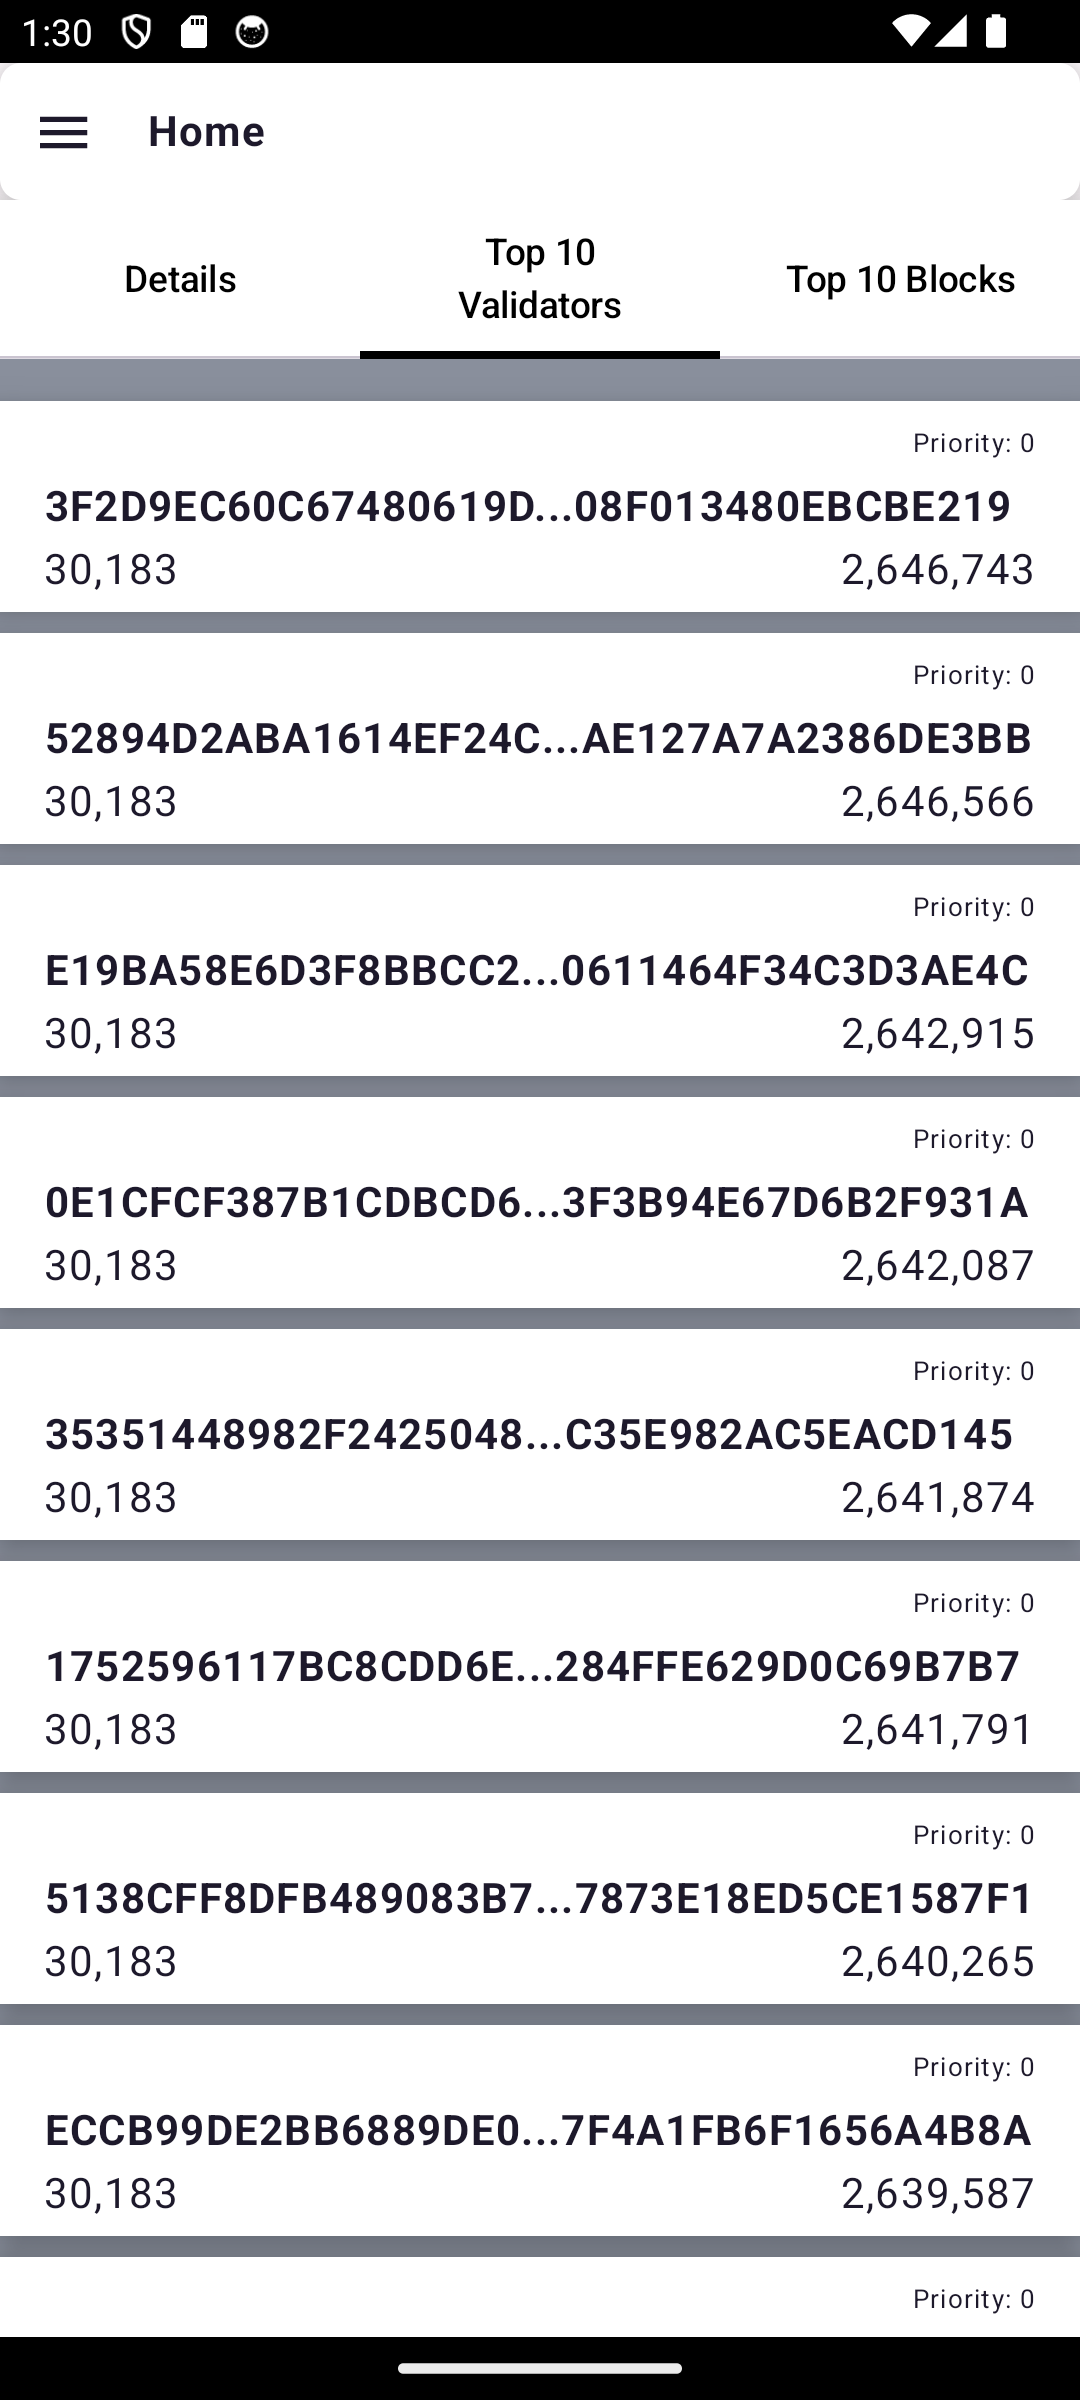 1:30
Home
Details
Top 10
Validators
Top 10 Blocks
Priority: 0
3F2D9EC60C67480619D...08F013480EBCBE219
30,183
2,646,743
Priority: 0
52894D2ABA1614EF24C...AE127A7A2386DE3BB
30,183
2,646,566
Priority: 0
E19BA58E6D3F8BBCC2...0611464F34C3D3AE4C
30,183
2,642,915
Priority: 0
0E1CFCF387B1CDBCD6...3F3B94E67D6B2F931A
30,183
2,642,087
Priority: 0
35351448982F2425048...C35E982AC5EACD145
30,183
2,641,874
Priority: 0
1752596117BC8CDD6E...284FFE629D0C69B7B7
30,183
2,641,791
Priority: 0
5138CFF8DFB489083B7...7873E18ED5CE1587F1
30,183
2,640,265
Priority: 0
ECCB99DE2BB6889DE0...7F4A1FB6F1656A4B8A
30,183
2,639,587
Priority: 0